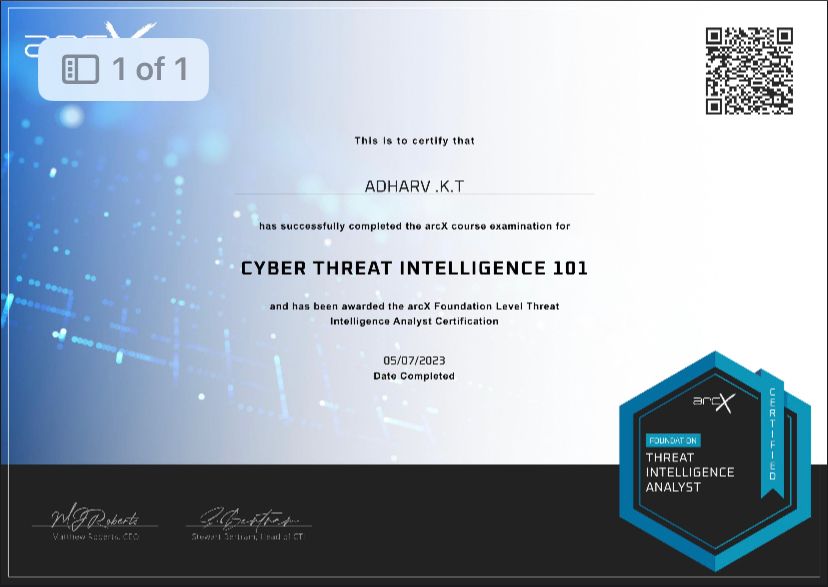 arcX
1 of 1
This is to certify that
ADHARV .K.T
has successfully completed the arcX course examination for
CYBER THREAT INTELLIGENCE 101
and has been awarded the arcX Foundation Level Threat
Intelligence Analyst Certification
05/07/2023
Date Completed
arcX
CERTIFIED
FOUNDATION
THREAT
INTELLIGENCE
ANALYST
M J Roberts
S. Bertram
Matthew Roberts, CEO
Stewart Bertram, Head of CTI